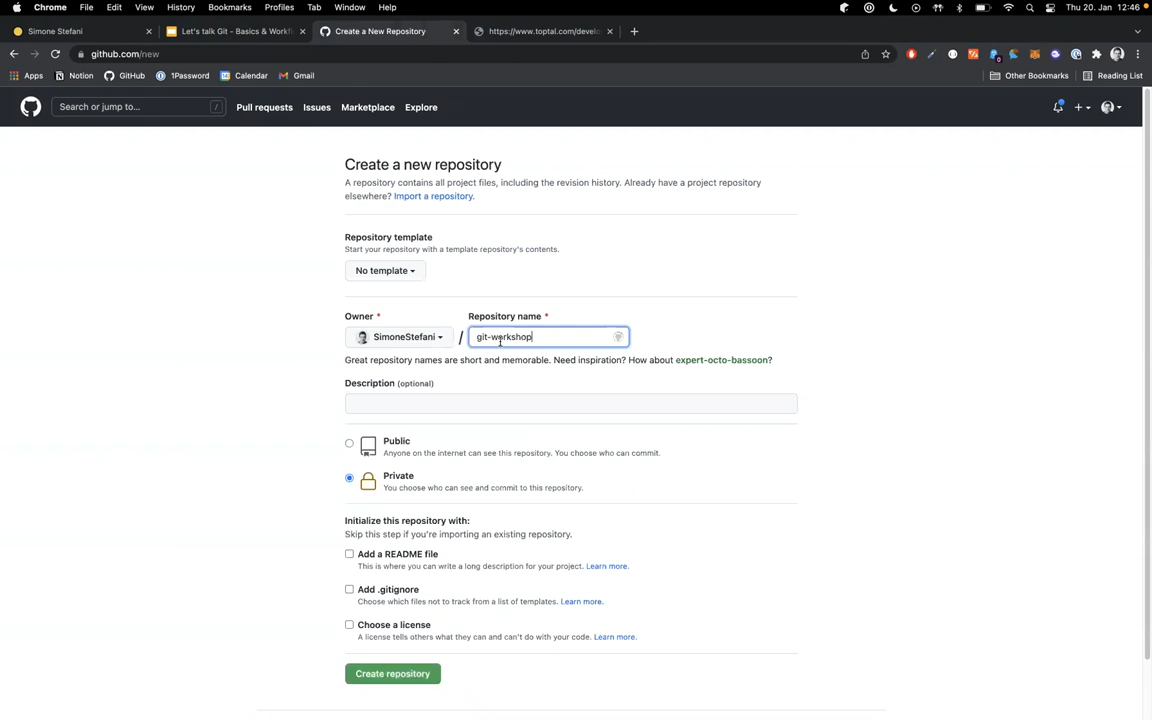 Chrome File Edit View History Bookmarks Profiles Tab Window Help Thu 20. Jan 12:46
Simone Stefani
Let's talk Git - Basics & Workfl
Create a New Repository
https://www.toptal.com/develo
github.com/new
Apps Notion GitHub 1Password Calendar Gmail Other Bookmarks Reading List
Search or jump to... / Pull requests Issues Marketplace Explore
Create a new repository
A repository contains all project files, including the revision history. Already have a project repository
elsewhere? Import a repository.
Repository template
Start your repository with a template repository's contents.
No template
Owner * Repository name *
SimoneStefani / git-workshop
Great repository names are short and memorable. Need inspiration? How about expert-octo-bassoon?
Description (optional)
Public
Anyone on the internet can see this repository. You choose who can commit.
Private
You choose who can see and commit to this repository.
Initialize this repository with:
Skip this step if you're importing an existing repository.
Add a README file
This is where you can write a long description for your project. Learn more.
Add .gitignore
Choose which files not to track from a list of templates. Learn more.
Choose a license
A license tells others what they can and can't do with your code. Learn more.
Create repository